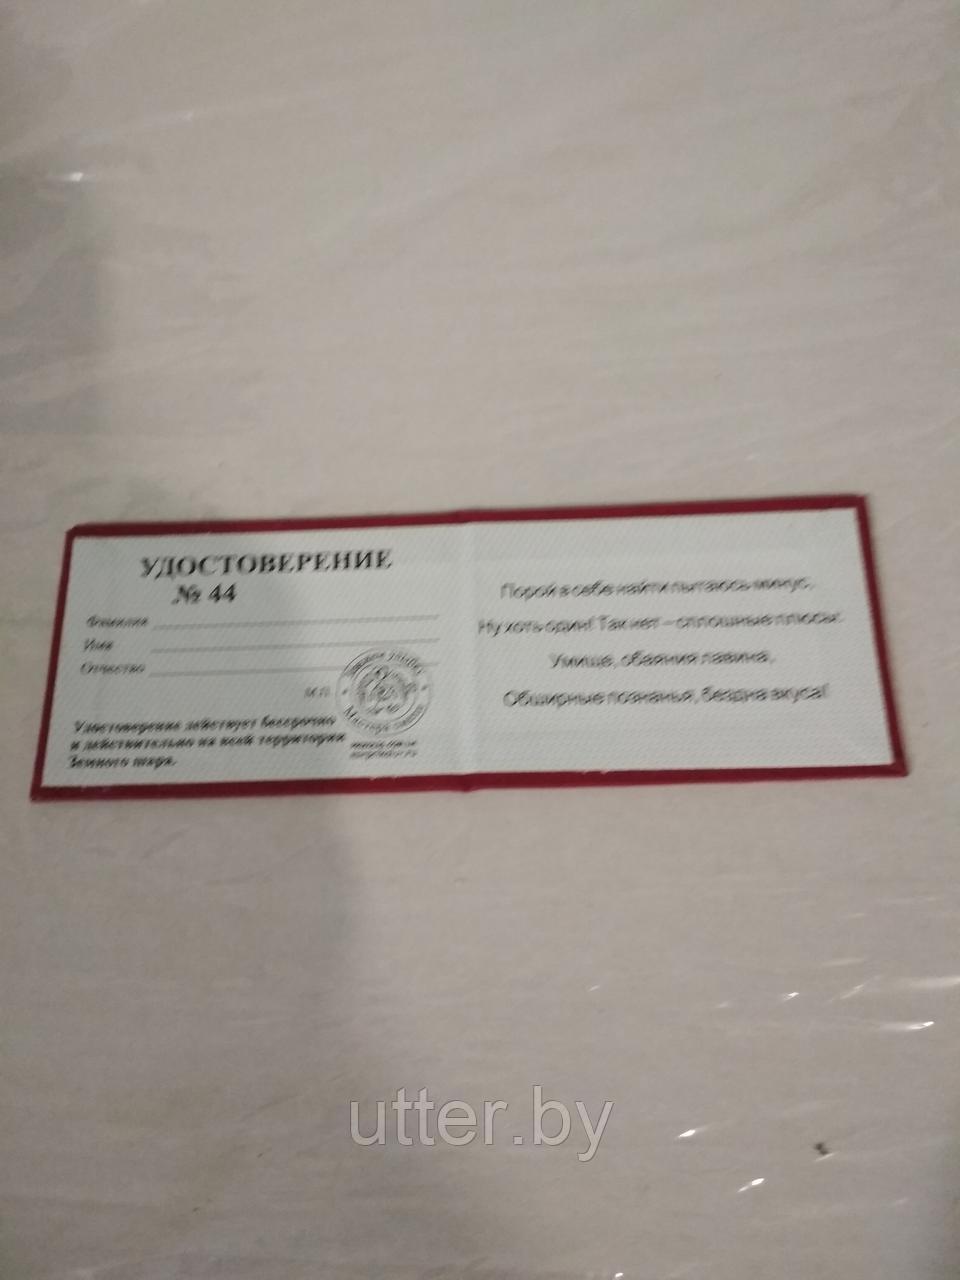 УДОСТОВЕРЕНИЕ
№ 44
Фамилия
Имя
Отчество
М.П.
Удостоверение действует бессрочно
и действительно на всей территории
Земного шара.
Порой в себе найти пытаюсь минус,
Ну хоть один! Так нет – сплошные плюсы:
Умище, обаяния лавина,
Обширные познанья, бездна вкуса!
utter.by